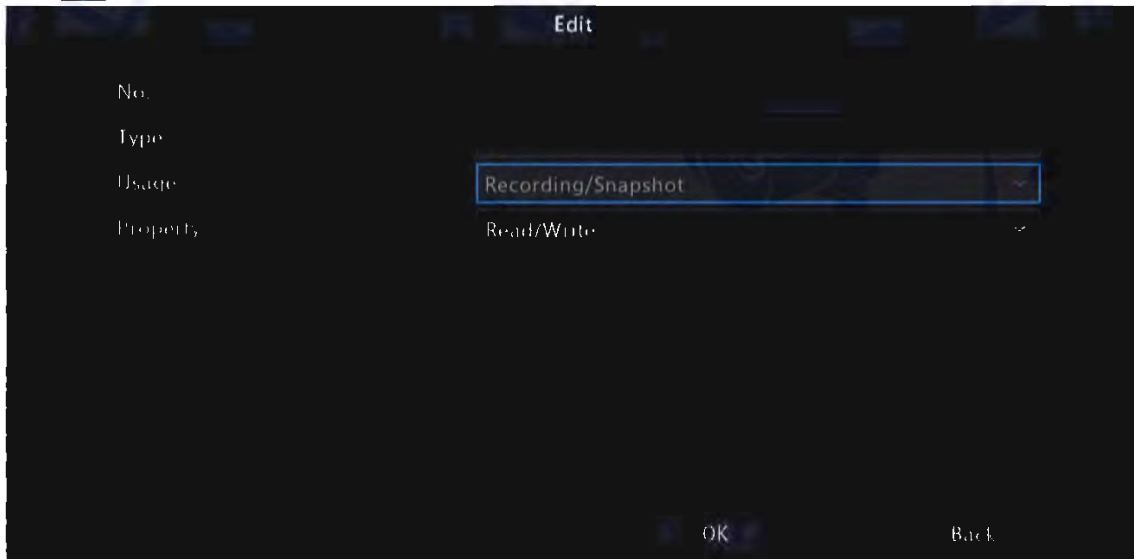 Edit
No.
Type
Usage Recording/Snapshot
Property Read/Write
OK Back